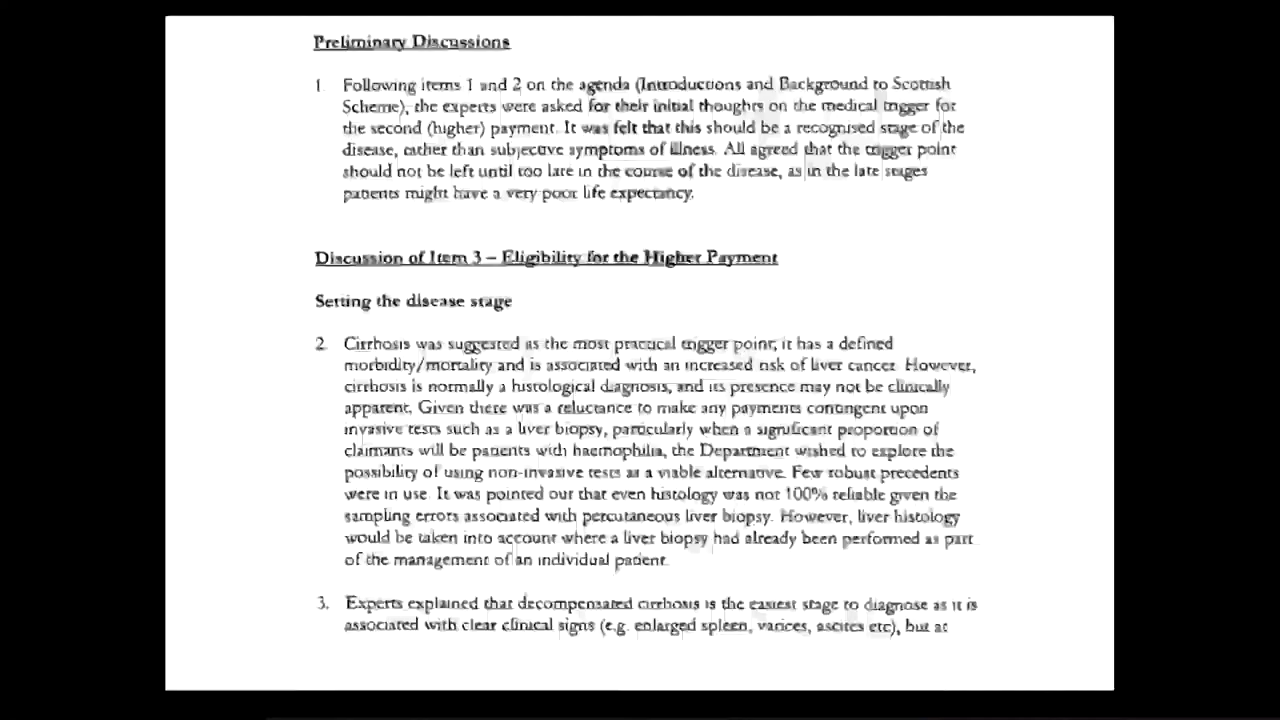 Preliminary Discussions
1. Following items 1 and 2 on the agenda (Introductions and Background to Scottish
Scheme), the experts were asked for their initial thoughts on the medical trigger for
the second (higher) payment. It was felt that this should be a recognised stage of the
disease, rather than subjective symptoms of illness. All agreed that the trigger point
should not be left until too late in the course of the disease, as in the late stages
patients might have a very poor life expectancy.
Discussion of Item 3 – Eligibility for the Higher Payment
Setting the disease stage
2. Cirrhosis was suggested as the most practical trigger point; it has a defined
morbidity/mortality and is associated with an increased risk of liver cancer. However,
cirrhosis is normally a histological diagnosis, and its presence may not be clinically
apparent. Given there was a reluctance to make any payments contingent upon
invasive tests such as a liver biopsy, particularly when a significant proportion of
claimants will be patients with haemophilia, the Department wished to explore the
possibility of using non-invasive tests as a viable alternative. Few robust precedents
were in use. It was pointed out that even histology was not 100% reliable given the
sampling errors associated with percutaneous liver biopsy. However, liver histology
would be taken into account where a liver biopsy had already been performed as part
of the management of an individual patient.
3. Experts explained that decompensated cirrhosis is the easiest stage to diagnose as it is
associated with clear clinical signs (e.g. enlarged spleen, varices, ascites etc), but at